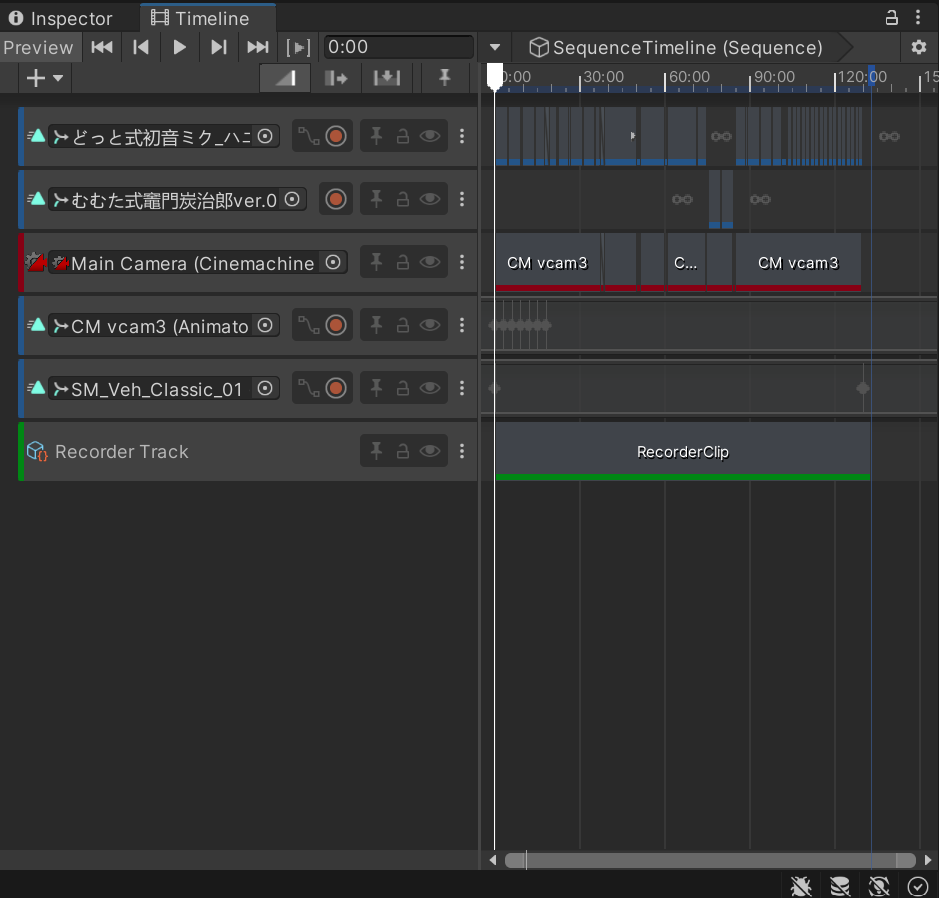 Inspector
Timeline
Preview
0:00
SequenceTimeline (Sequence)
0:00
30:00
60:00
90:00
120:00
どっと式初音ミク_ハニ
むむた式竈門炭治郎ver.0
Main Camera (Cinemachine
CM vcam3
C...
CM vcam3
CM vcam3 (Animato
SM_Veh_Classic_01
Recorder Track
RecorderClip